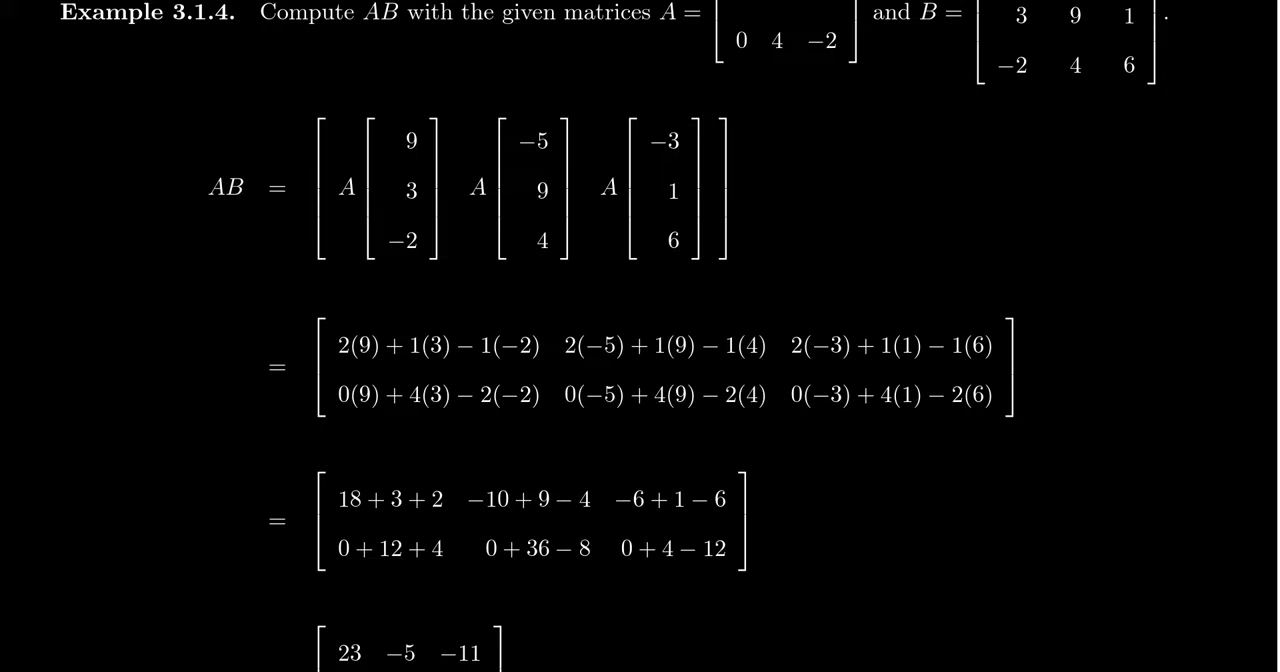 Example 3.1.4. Compute AB with the given matrices A = [ 0 4 −2 ] and B = [ 3 9 1
−2 4 6 ].
AB = [ A [ 9 3 −2 ] A [ −5 9 4 ] A [ −3 1 6 ] ]
= [ 2(9) + 1(3) − 1(−2) 2(−5) + 1(9) − 1(4) 2(−3) + 1(1) − 1(6)
0(9) + 4(3) − 2(−2) 0(−5) + 4(9) − 2(4) 0(−3) + 4(1) − 2(6) ]
= [ 18 + 3 + 2 −10 + 9 − 4 −6 + 1 − 6
0 + 12 + 4 0 + 36 − 8 0 + 4 − 12 ]
[ 23 −5 −11 ]